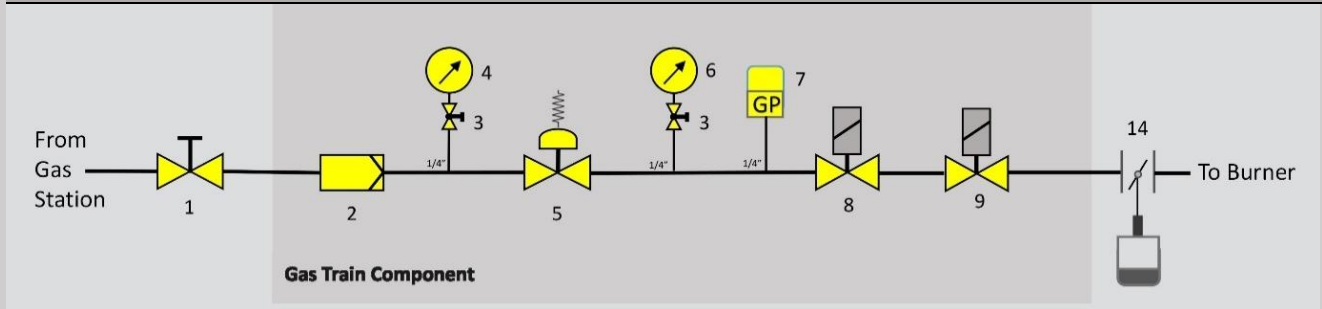 4
6
7
GP
3
3
14
From
Gas
Station
1/4"
1/4"
1/4"
To Burner
1
2
5
8
9
Gas Train Component